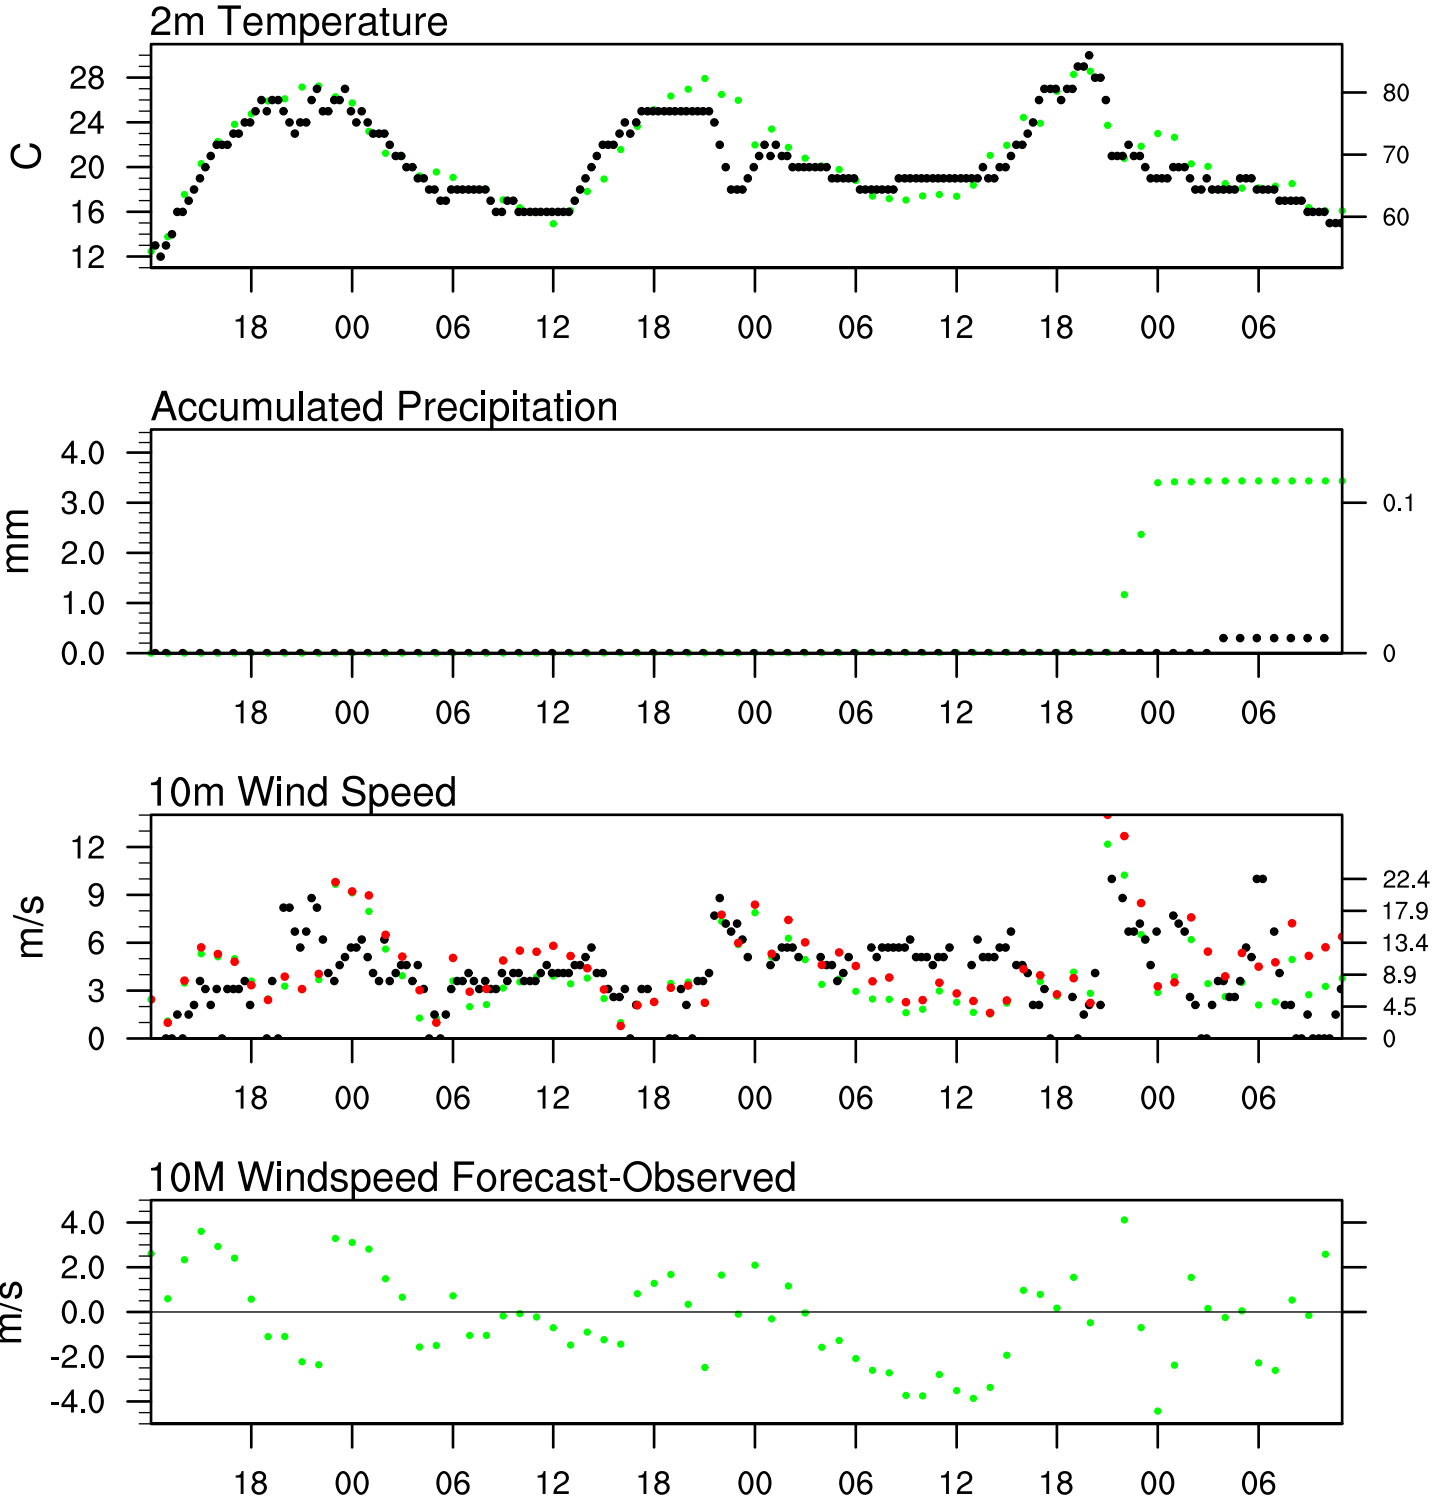 2m Temperature
C
28
24
20
16
12
80
70
60
18 00 06 12 18 00 06 12 18 00 06
Accumulated Precipitation
mm
4.0
3.0
2.0
1.0
0.0
0.1
0
18 00 06 12 18 00 06 12 18 00 06
10m Wind Speed
m/s
12
9
6
3
0
22.4
17.9
13.4
8.9
4.5
0
18 00 06 12 18 00 06 12 18 00 06
10M Windspeed Forecast-Observed
m/s
4.0
2.0
0.0
-2.0
-4.0
18 00 06 12 18 00 06 12 18 00 06